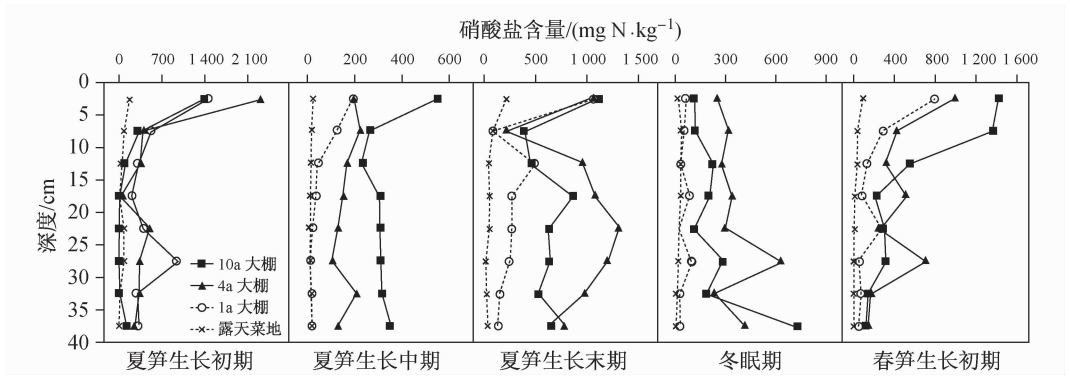 硝酸盐含量/(mg N·kg⁻¹)
0 700 1 400 2 100
0 200 400 600
0 500 1 000 1 500
0 300 600 900
0 400 800 1 200 1 600
深度/cm
0
5
10
15
20
25
30
35
40
10a 大棚
4a 大棚
1a 大棚
露天菜地
夏笋生长初期 夏笋生长中期 夏笋生长末期 冬眠期 春笋生长初期